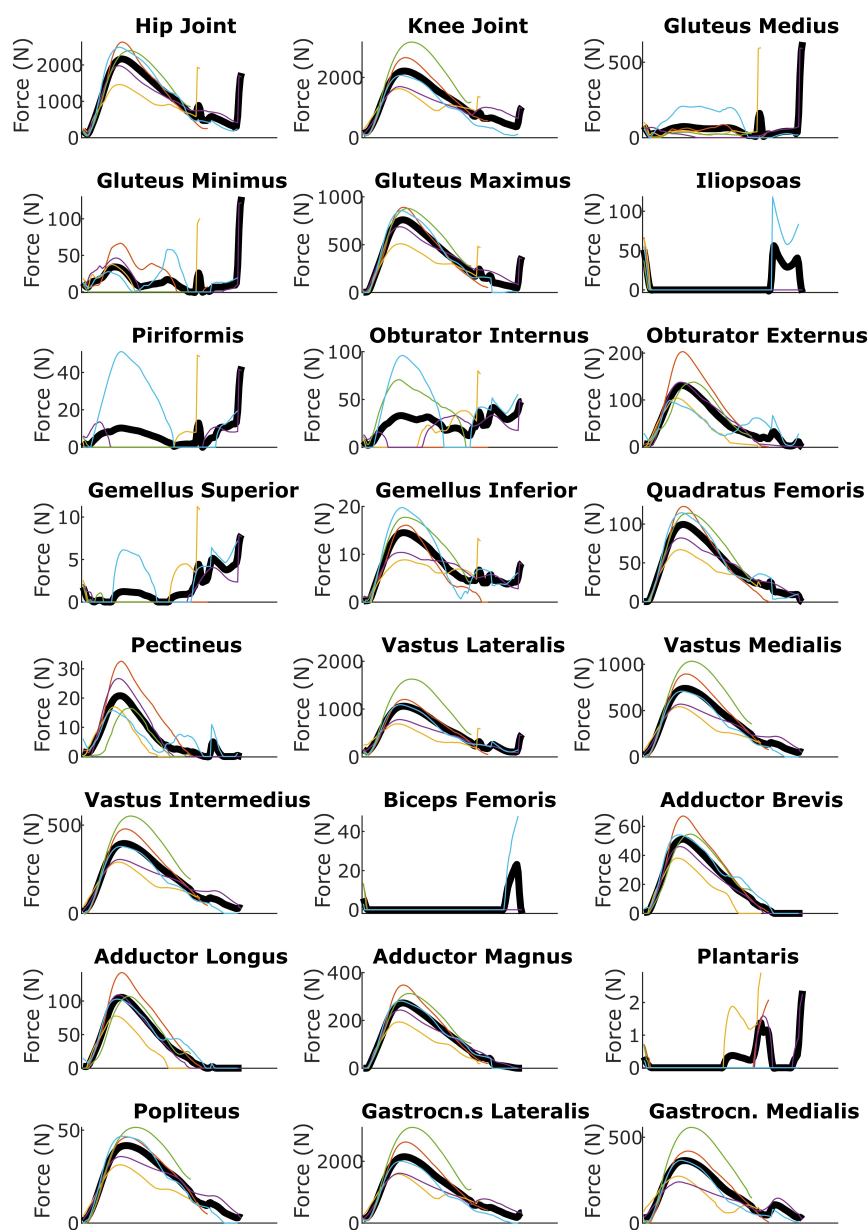 Hip Joint
Knee Joint
Gluteus Medius
Force (N)
2000
1000
0
Force (N)
2000
0
Force (N)
500
0
Gluteus Minimus
Gluteus Maximus
Iliopsoas
Force (N)
100
50
0
Force (N)
1000
500
0
Force (N)
100
50
0
Piriformis
Obturator Internus
Obturator Externus
Force (N)
40
20
0
Force (N)
100
50
0
Force (N)
200
100
0
Gemellus Superior
Gemellus Inferior
Quadratus Femoris
Force (N)
10
5
0
Force (N)
20
10
0
Force (N)
100
50
0
Pectineus
Vastus Lateralis
Vastus Medialis
Force (N)
30
20
10
0
Force (N)
2000
1000
0
Force (N)
1000
500
0
Vastus Intermedius
Biceps Femoris
Adductor Brevis
Force (N)
500
0
Force (N)
40
20
0
Force (N)
60
40
20
0
Adductor Longus
Adductor Magnus
Plantaris
Force (N)
100
50
0
Force (N)
400
200
0
Force (N)
2
1
0
Popliteus
Gastrocn.s Lateralis
Gastrocn. Medialis
Force (N)
50
0
Force (N)
2000
0
Force (N)
500
0